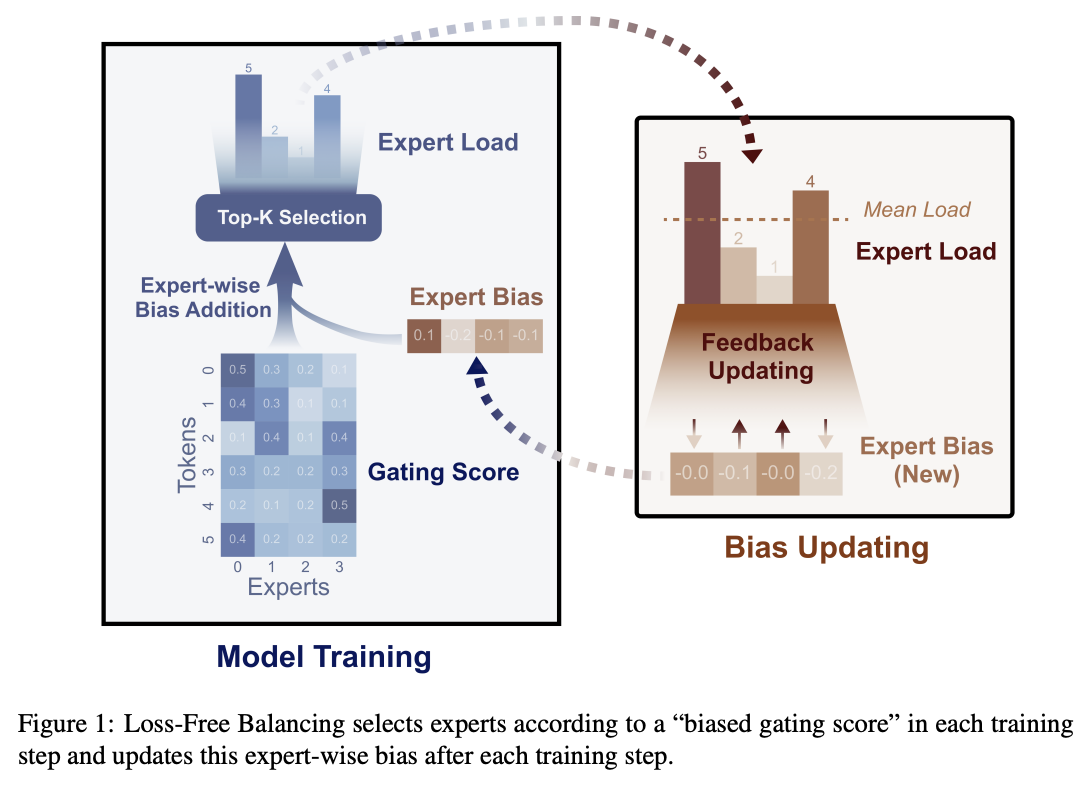 5
2
1
4
Expert Load
Top-K Selection
Expert-wise
Bias Addition
Expert Bias
0.1 -0.2 -0.1 -0.1
Tokens
0 0.5 0.3 0.2 0.1
1 0.4 0.3 0.1 0.1
2 0.1 0.4 0.1 0.4
3 0.3 0.2 0.2 0.3
4 0.2 0.1 0.2 0.5
5 0.4 0.2 0.2 0.2
0 1 2 3
Experts
Gating Score
Model Training
5
2
1
4
Mean Load
Expert Load
Feedback
Updating
-0.0 -0.1 -0.0 -0.2
Expert Bias
(New)
Bias Updating
Figure 1: Loss-Free Balancing selects experts according to a “biased gating score” in each training
step and updates this expert-wise bias after each training step.